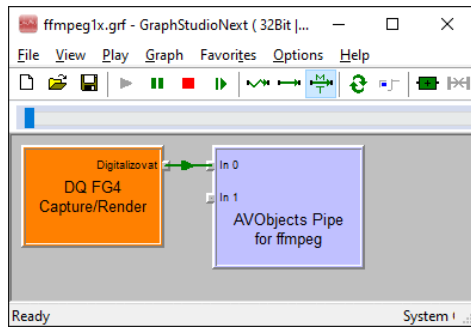 ffmpeg1x.grf - GraphStudioNext ( 32Bit |...
File View Play Graph Favorites Options Help
M
T
Digitalizovat
DQ FG4
Capture/Render
In 0
In 1
AVObjects Pipe
for ffmpeg
Ready
System